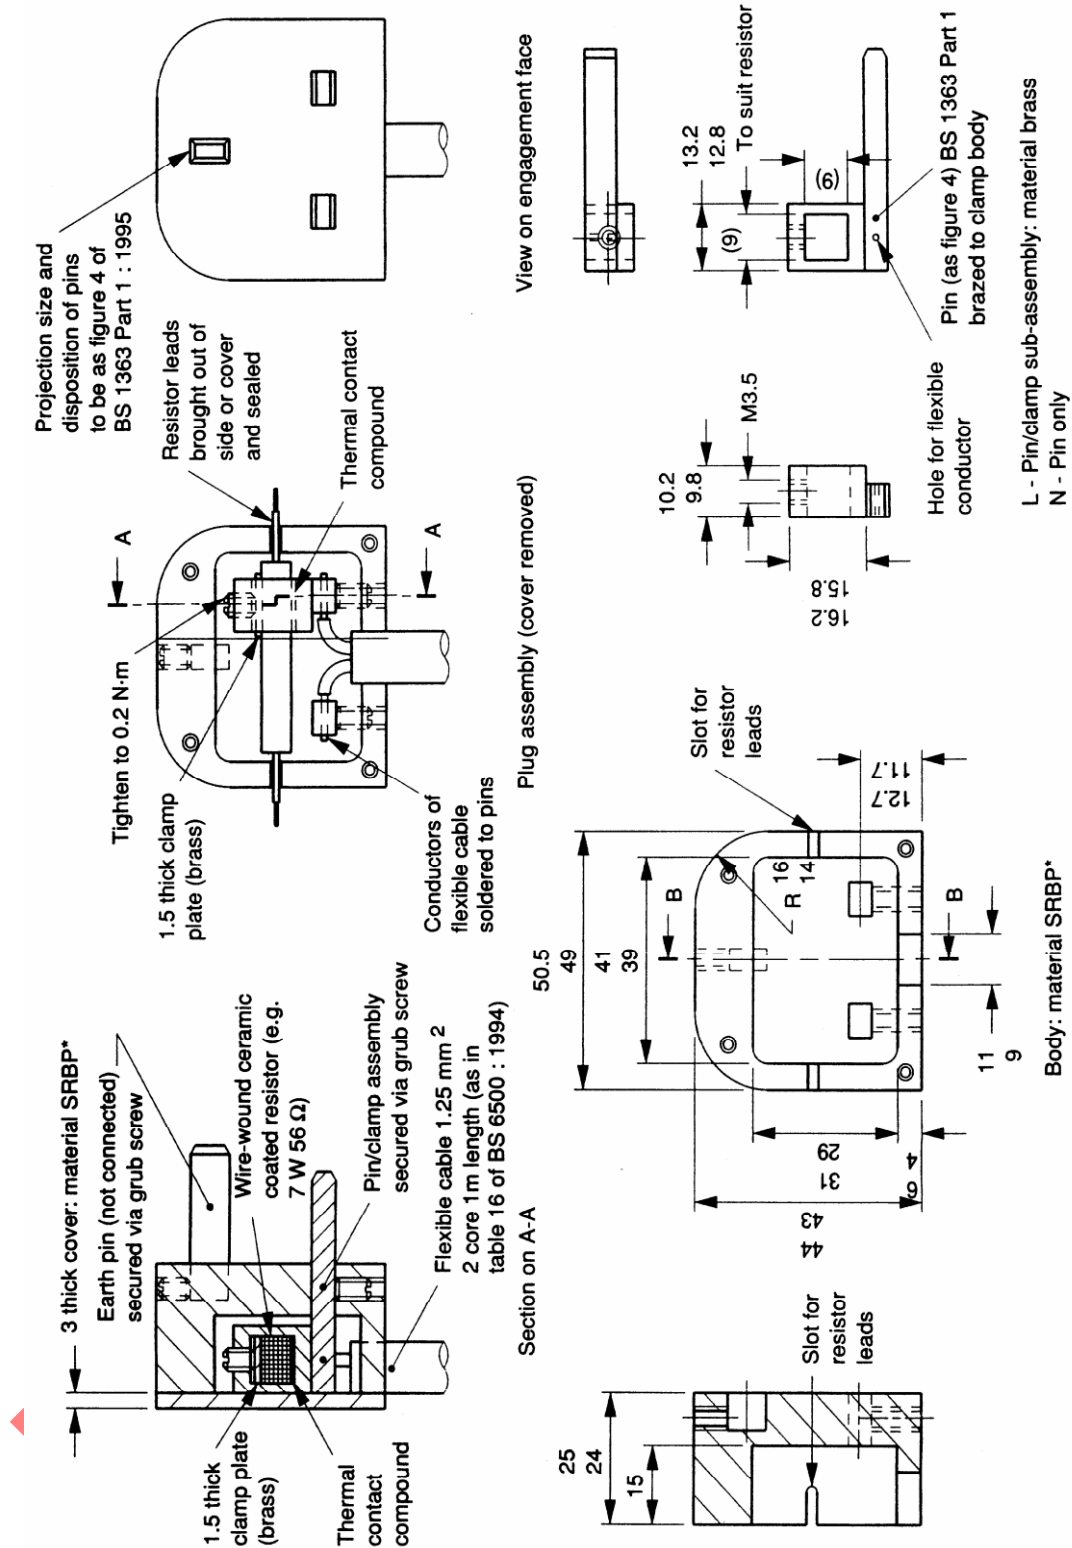 3 thick cover: material SRBP*
Earth pin (not connected)
secured via grub screw
Wire-wound ceramic
coated resistor (e.g.
7 W 56 Ω)
Pin/clamp assembly
secured via grub screw
Flexible cable 1.25 mm²
2 core 1m length (as in
table 16 of BS 6500 : 1994)
1.5 thick
clamp plate
(brass)
Thermal
contact
compound
Section on A-A
Tighten to 0.2 N·m
1.5 thick clamp
plate (brass)
A
A
Resistor leads
brought out of
side or cover
and sealed
Thermal contact
compound
Conductors of
flexible cable
soldered to pins
Plug assembly (cover removed)
Projection size and
disposition of pins
to be as figure 4 of
BS 1363 Part 1 : 1995
View on engagement face
25
24
15
Slot for
resistor
leads
50.5
49
41
39
B
B
R
16
14
Slot for
resistor
leads
44
43
31
29
6
4
12.7
11.7
11
9
Body: material SRBP*
10.2
9.8
M3.5
16.2
15.8
13.2
12.8
(9)
To suit resistor
(9)
Hole for flexible
conductor
Pin (as figure 4) BS 1363 Part 1
brazed to clamp body
L - Pin/clamp sub-assembly: material brass
N - Pin only